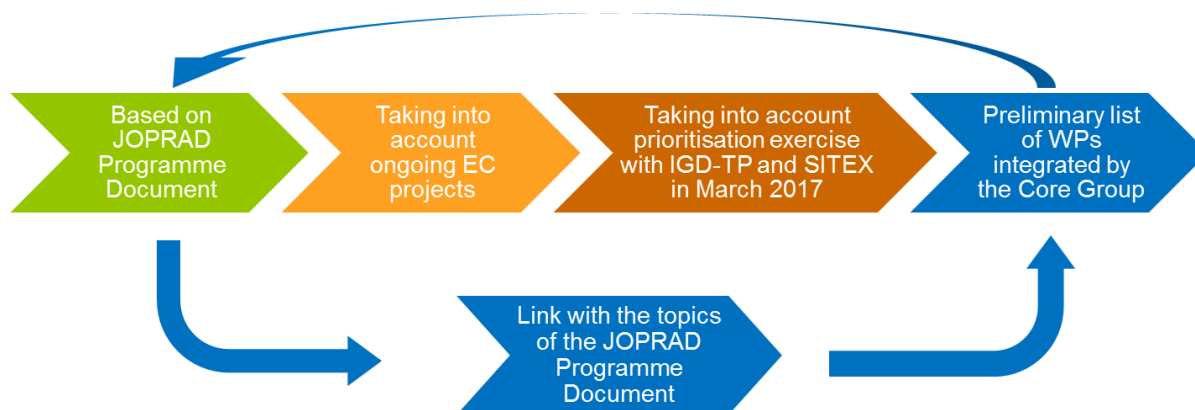 Based on
JOPRAD
Programme
Document
Taking into
account
ongoing EC
projects
Taking into account
prioritisation exercise
with IGD-TP and SITEX
in March 2017
Preliminary list
of WPs
integrated by
the Core Group
Link with the topics
of the JOPRAD
Programme
Document